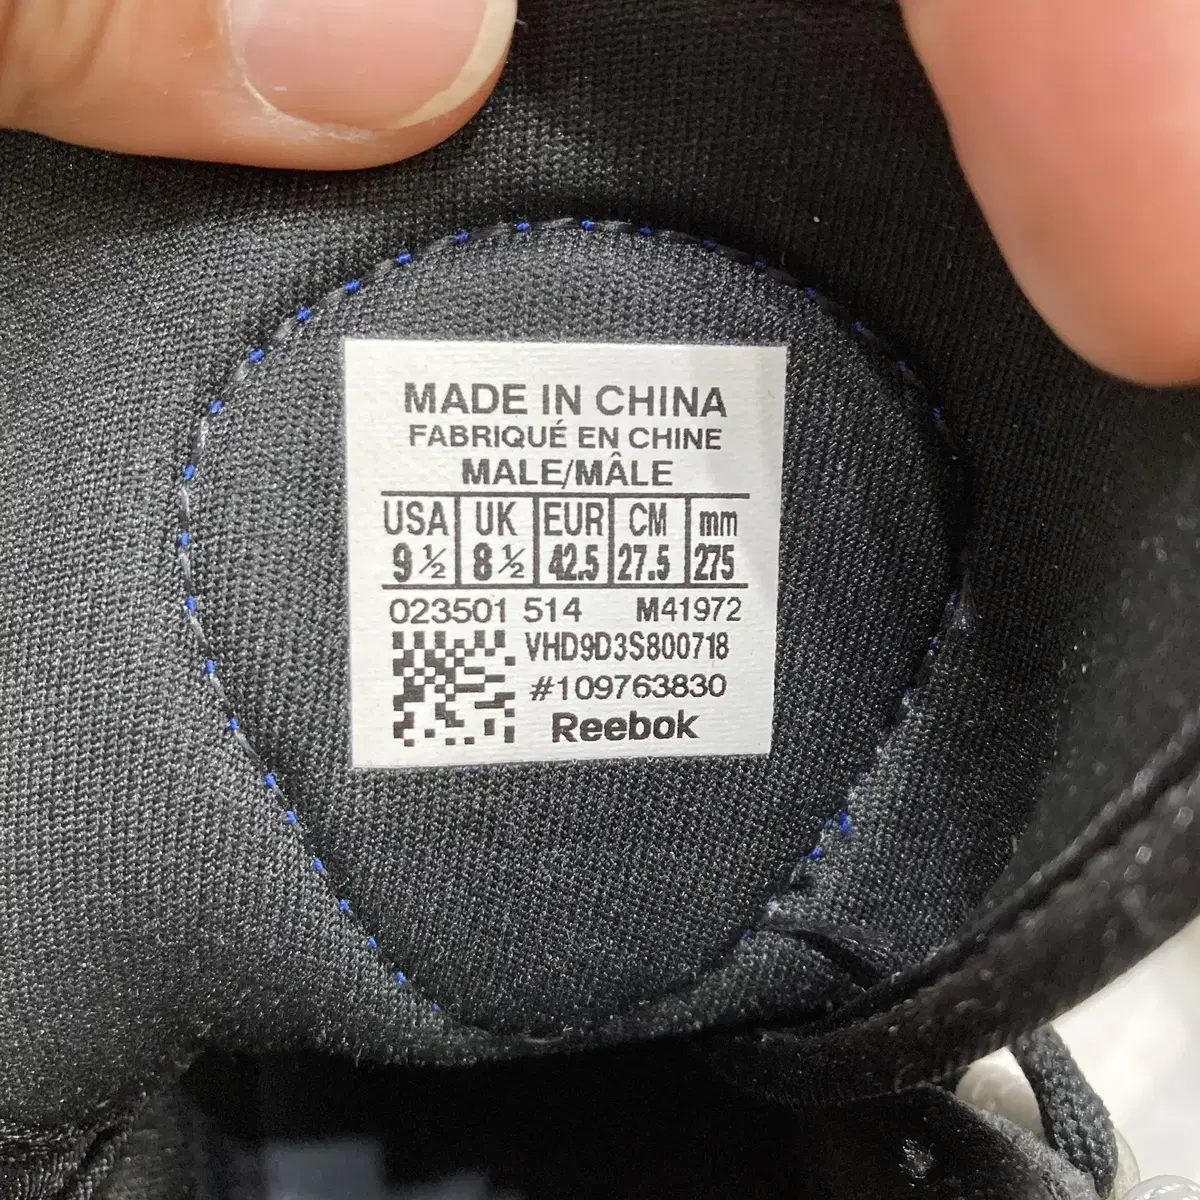 MADE IN CHINA
FABRIQUÉ EN CHINE
MALE/MÂLE
USA UK EUR CM mm
9 ½ 8 ½ 42.5 27.5 275
023501 514 M41972
VHD9D3S800718
#109763830
Reebok